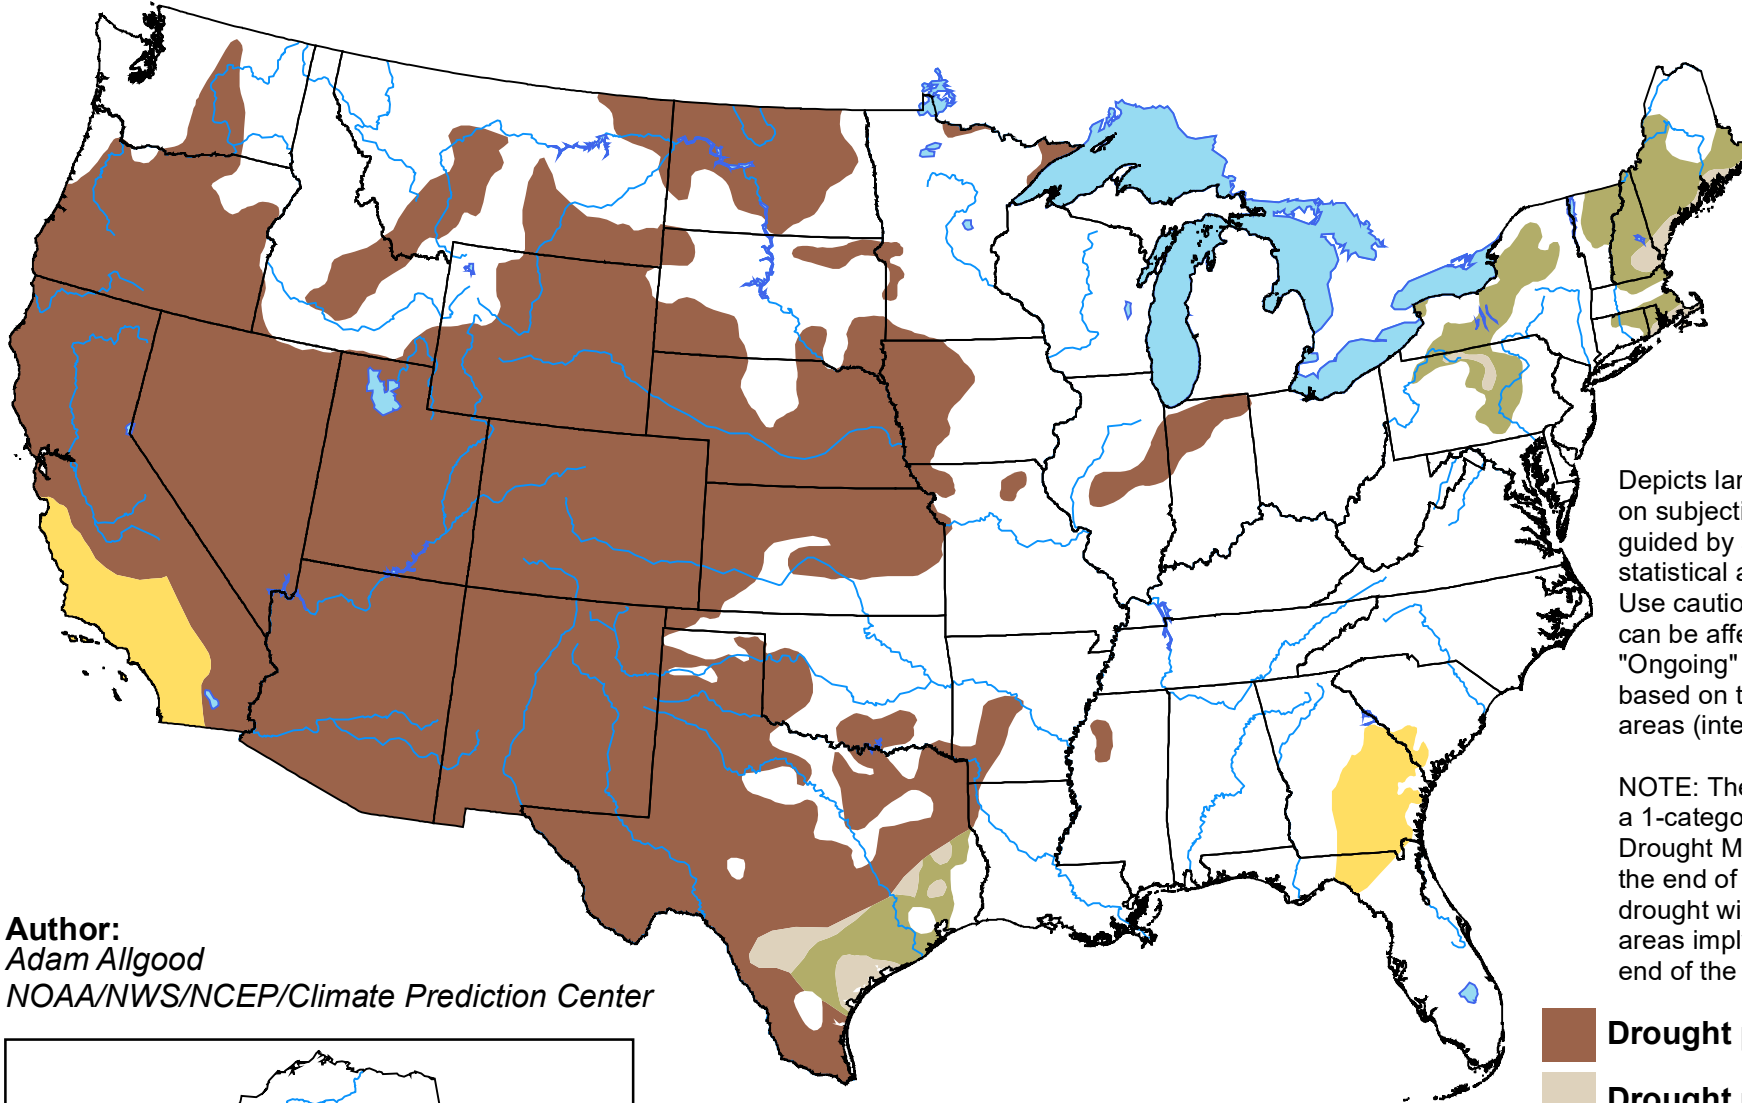 Depicts lar
on subjecti
guided by
statistical a
Use cautio
can be affe
"Ongoing"
based on t
areas (inte
NOTE: The
a 1-catego
Drought M
the end of
drought wi
areas impl
end of the
Author:
Adam Allgood
NOAA/NWS/NCEP/Climate Prediction Center
Drought
Drought